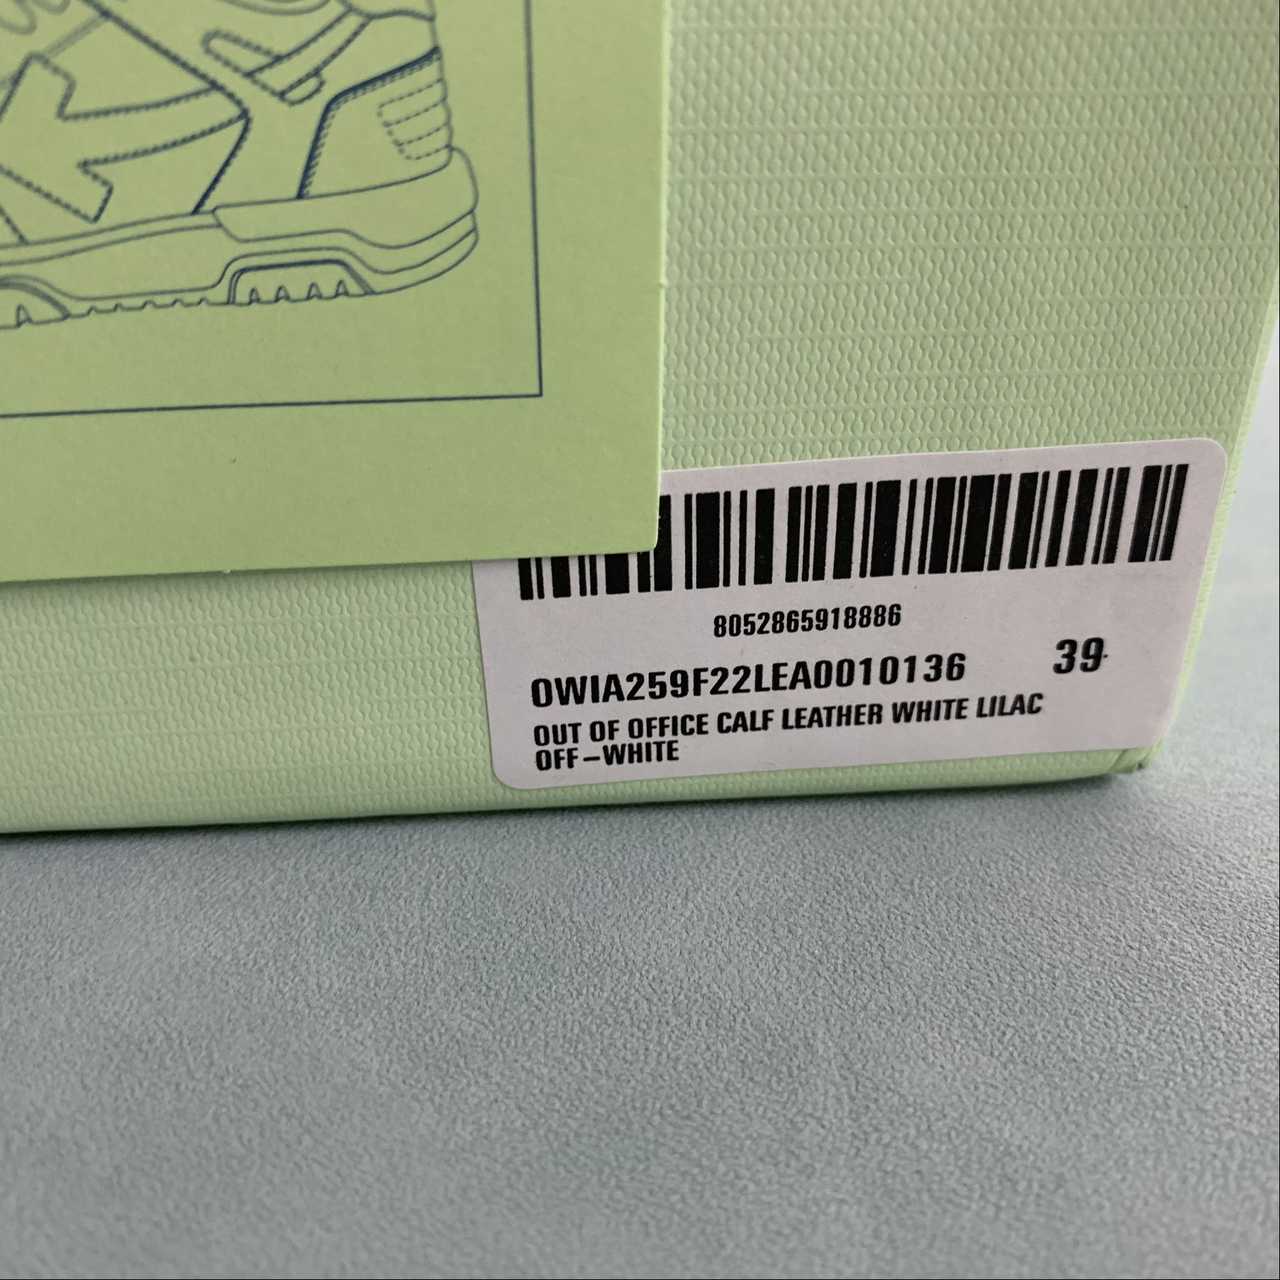 8052865918886
OWIA259F22LEA0010136 39
OUT OF OFFICE CALF LEATHER WHITE LILAC
OFF-WHITE